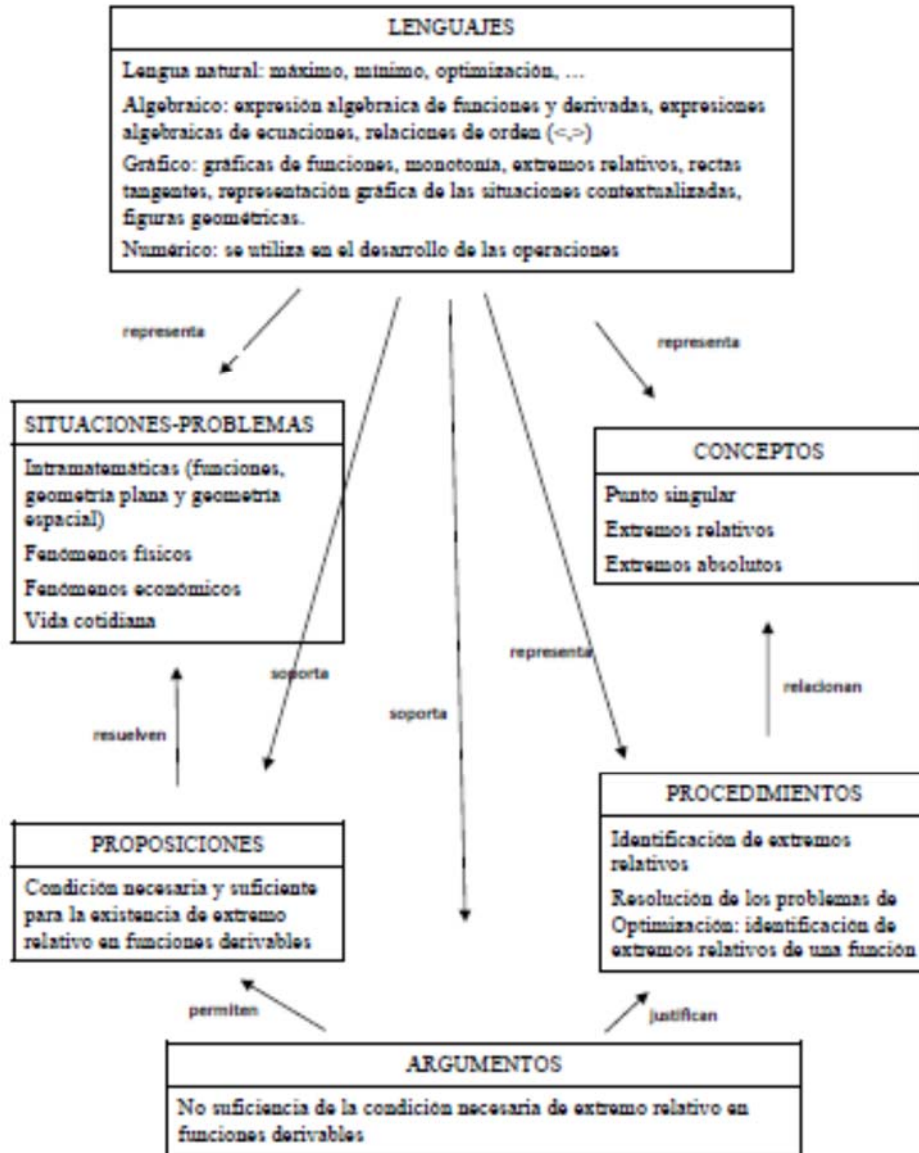 LENGUAJES
Lengua natural: máximo, mínimo, optimización, ...
Algebraico: expresión algebraica de funciones y derivadas, expresiones
algebraicas de ecuaciones, relaciones de orden (<,>)
Gráfico: gráficas de funciones, monotonía, extremos relativos, rectas
tangentes, representación gráfica de las situaciones contextualizadas,
figuras geométricas.
Numérico: se utiliza en el desarrollo de las operaciones
representa
representa
SITUACIONES-PROBLEMAS
Intramatemáticas (funciones,
geometría plana y geometría
espacial)
Fenómenos físicos
Fenómenos económicos
Vida cotidiana
CONCEPTOS
Punto singular
Extremos relativos
Extremos absolutos
soporta
representa
soporta
relacionan
resuelven
PROPOSICIONES
Condición necesaria y suficiente
para la existencia de extremo
relativo en funciones derivables
PROCEDIMIENTOS
Identificación de extremos
relativos
Resolución de los problemas de
Optimización: identificación de
extremos relativos de una función
permiten
justifican
ARGUMENTOS
No suficiencia de la condición necesaria de extremo relativo en
funciones derivables